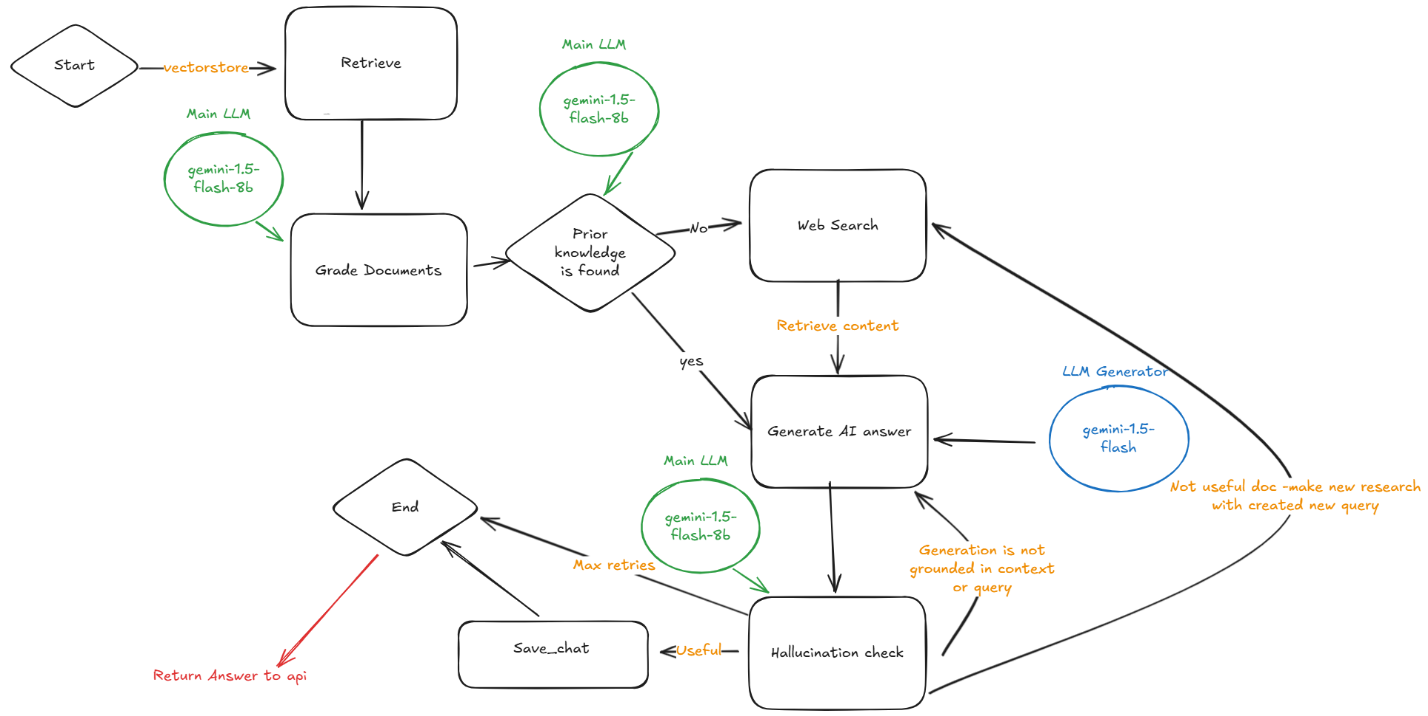 Start
vectorstore
Retrieve
Main LLM
gemini-1.5-
flash-8b
Main LLM
gemini-1.5-
flash-8b
Grade Documents
Prior
knowledge
is found
No
Web Search
yes
Retrieve content
LLM Generator
gemini-1.5-
flash
Generate AI answer
Main LLM
gemini-1.5-
flash-8b
Not useful doc -make new research
with created new query
End
Max retries
Generation is not
grounded in context
or query
Save_chat
Useful
Hallucination check
Return Answer to api